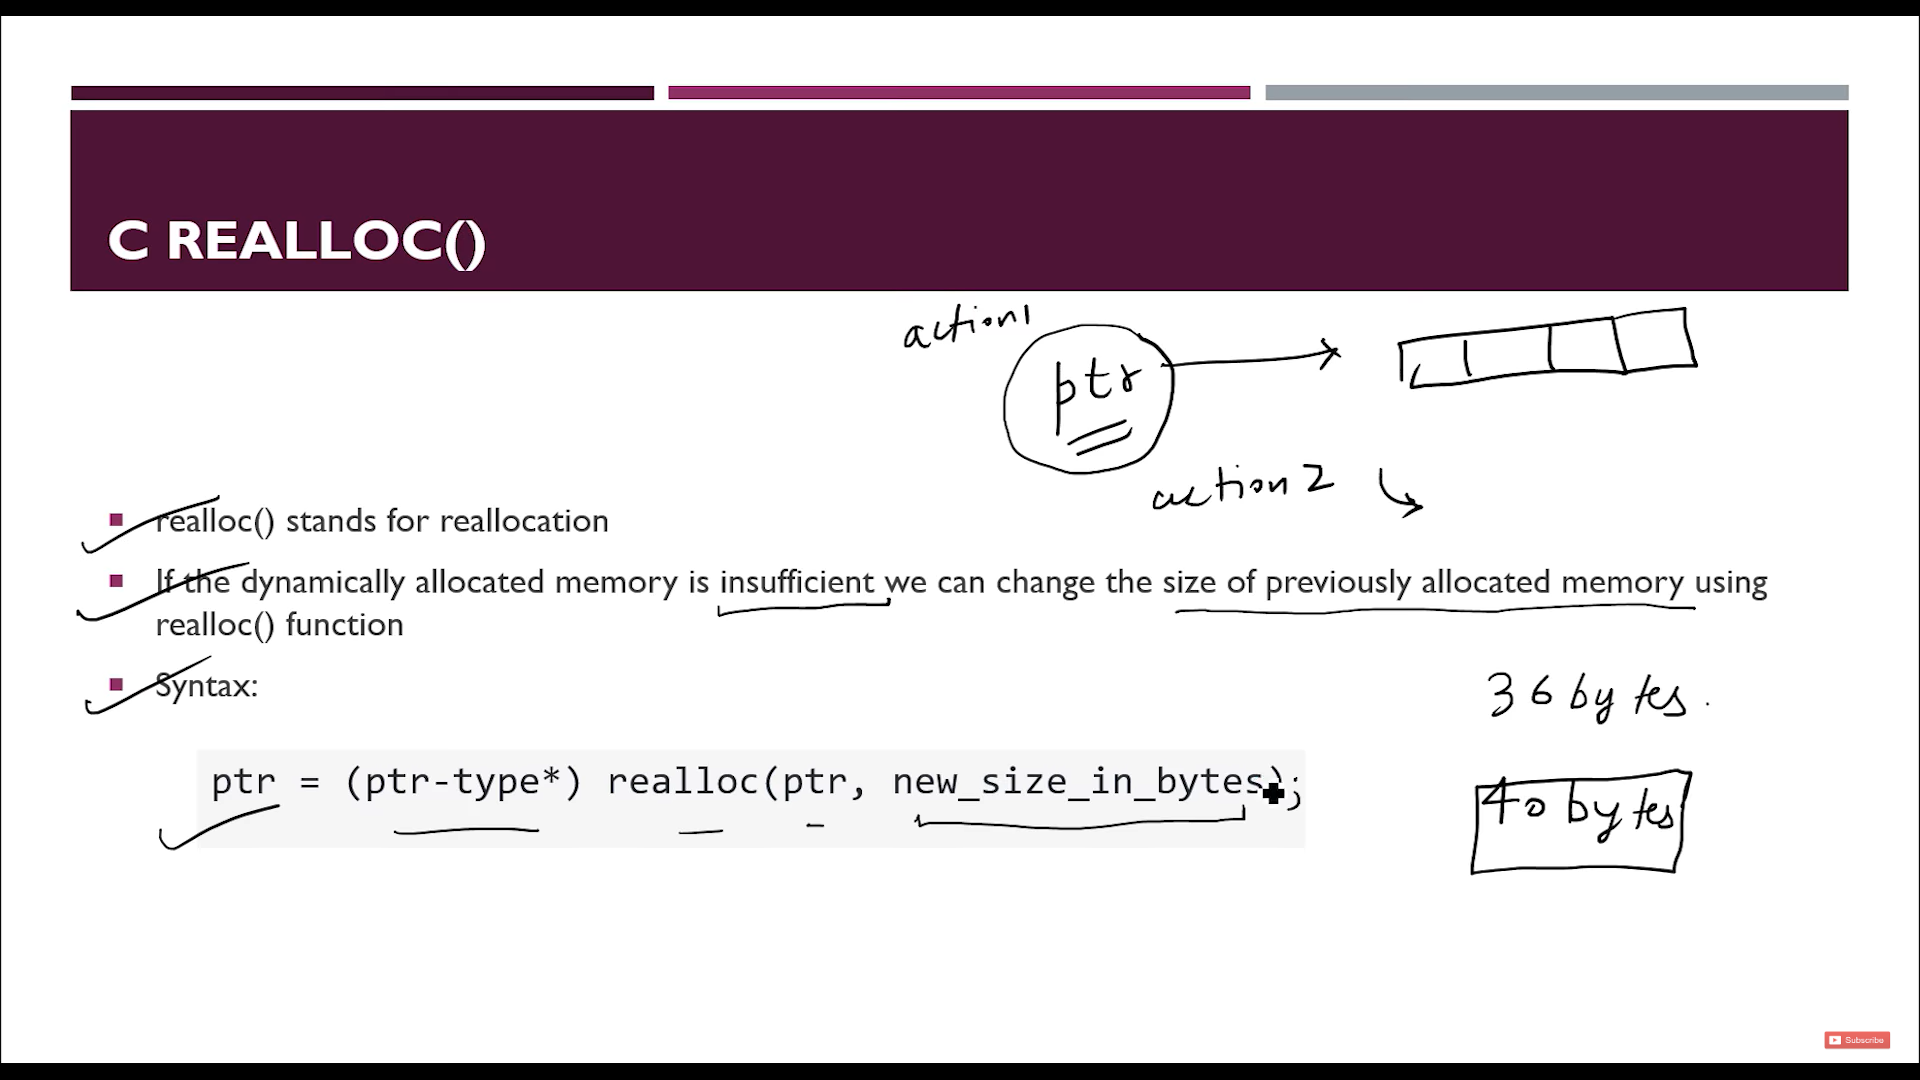 C REALLOC()
action1
ptr
action 2
realloc() stands for reallocation
If the dynamically allocated memory is insufficient we can change the size of previously allocated memory using
realloc() function
Syntax:
36 bytes.
ptr = (ptr-type*) realloc(ptr, new_size_in_bytes);
40 bytes
Subscribe